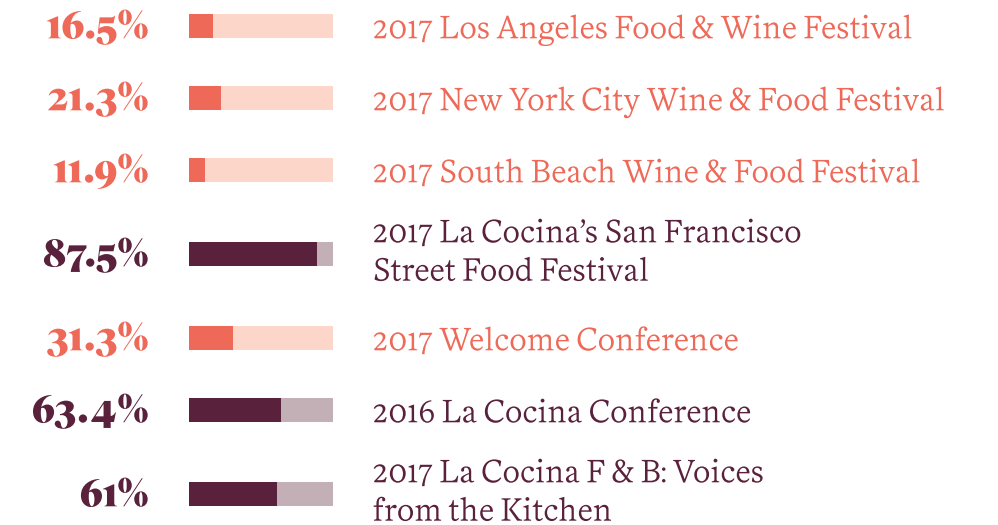 16.5% 2017 Los Angeles Food & Wine Festival
21.3% 2017 New York City Wine & Food Festival
11.9% 2017 South Beach Wine & Food Festival
87.5% 2017 La Cocina’s San Francisco
Street Food Festival
31.3% 2017 Welcome Conference
63.4% 2016 La Cocina Conference
61% 2017 La Cocina F & B: Voices
from the Kitchen